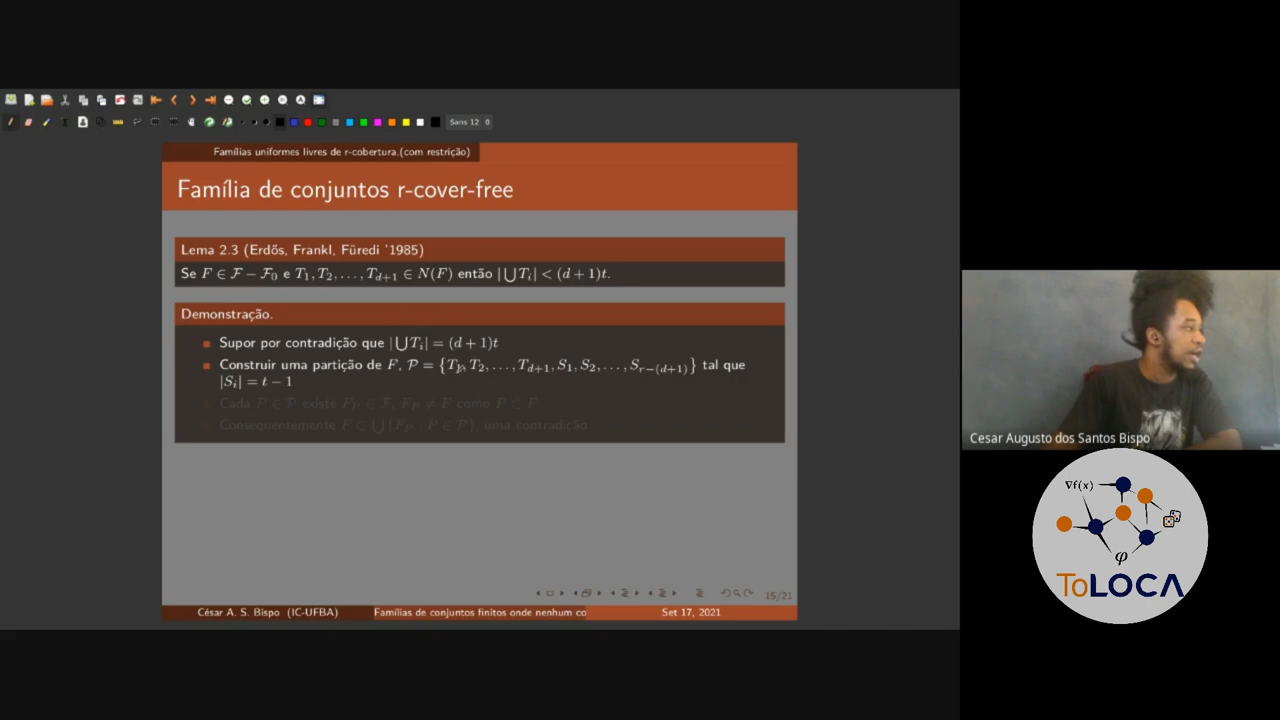 Sans 12
Famílias uniformes livres de r-cobertura.(com restrição)
Família de conjuntos r-cover-free
Lema 2.3 (Erdős, Frankl, Füredi '1985)
Se F ∈ ℱ − ℱ₀ e T₁, T₂, …, T_{d+1} ∈ N(F) então |⋃ Tᵢ| < (d + 1)t.
Demonstração.
Supor por contradição que |⋃ Tᵢ| = (d + 1)t
Construir uma partição de F, 𝒫 = {T₁, T₂, …, T_{d+1}, S₁, S₂, …, S_{r−(d+1)}} tal que
|Sᵢ| = t − 1
Cada P ∈ 𝒫 existe F_P ∈ ℱ, F_P ≠ F como P ⊂ F
Consequentemente F ⊂ ⋃{F_P : P ∈ 𝒫}, uma contradição
15/21
César A. S. Bispo (IC-UFBA)
Famílias de conjuntos finitos onde nenhum co
Set 17, 2021
Cesar Augusto dos Santos Bispo
∇f(x)
φ
ToLOCA